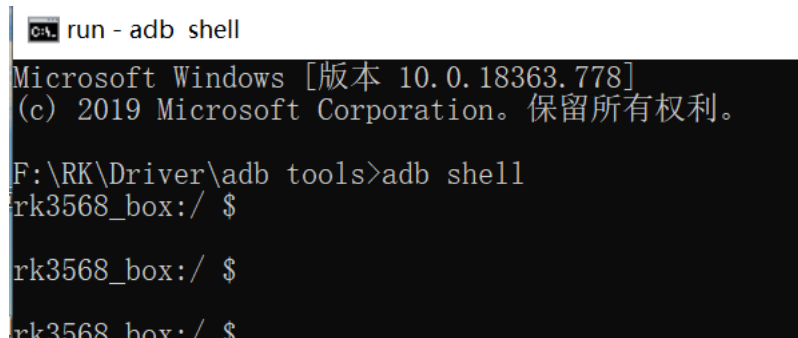 run - adb  shell
Microsoft Windows [版本 10.0.18363.778]
(c) 2019 Microsoft Corporation。保留所有权利。
F:\RK\Driver\adb tools>adb shell
rk3568_box:/ $
rk3568_box:/ $
rk3568_box:/ $